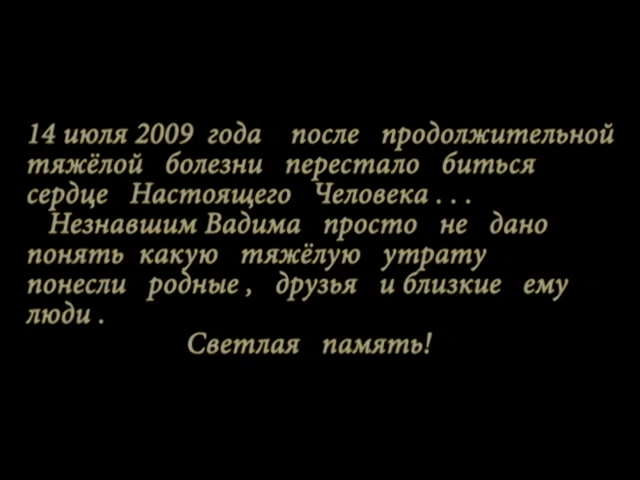 14 июля 2009 года после продолжительной
тяжёлой болезни перестало биться
сердце Настоящего Человека . . .
Незнавшим Вадима просто не дано
понять какую тяжёлую утрату
понесли родные , друзья и близкие ему
люди .
Светлая память!